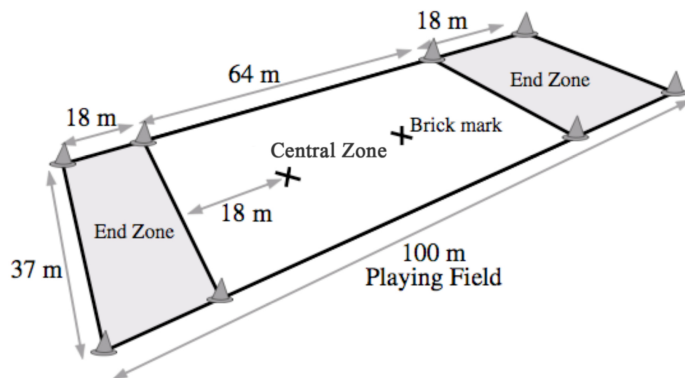 18 m
64 m
End Zone
18 m
Brick mark
Central Zone
18 m
End Zone
37 m
100 m
Playing Field